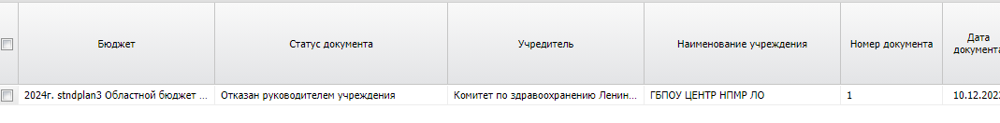 Бюджет
Статус документа
Учредитель
Наименование учреждения
Номер документа
Дата
документа
2024г. stndplan3 Областной бюджет ...
Отказан руководителем учреждения
Комитет по здравоохранению Ленин...
ГБПОУ ЦЕНТР НПМР ЛО
1
10.12.202